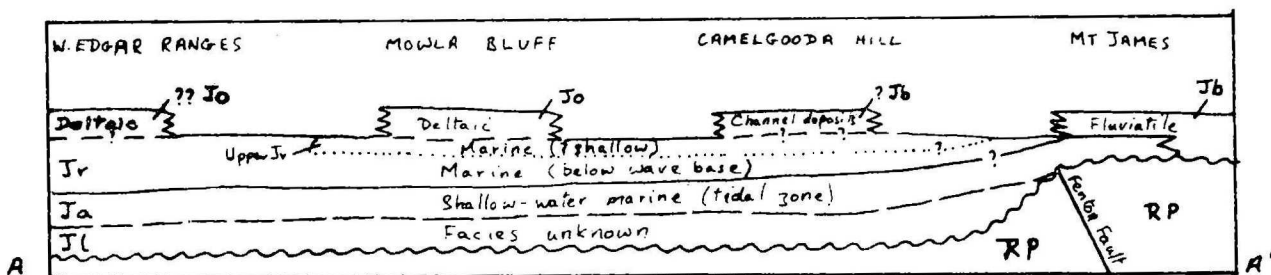 W. EDGAR RANGES MOWLA BLUFF CAMELGOODA HILL MT JAMES
?? Jo Jo ? Jb Jb
Deltaic Deltaic Channel deposits Fluviatile
? ? ?
Upper Jr Marine (?shallow) ?
Jr Marine (below wave base) ?
Ja Shallow-water marine (tidal zone)
?
Jl Facies unknown
RP RP
Fenton Fault
A A'